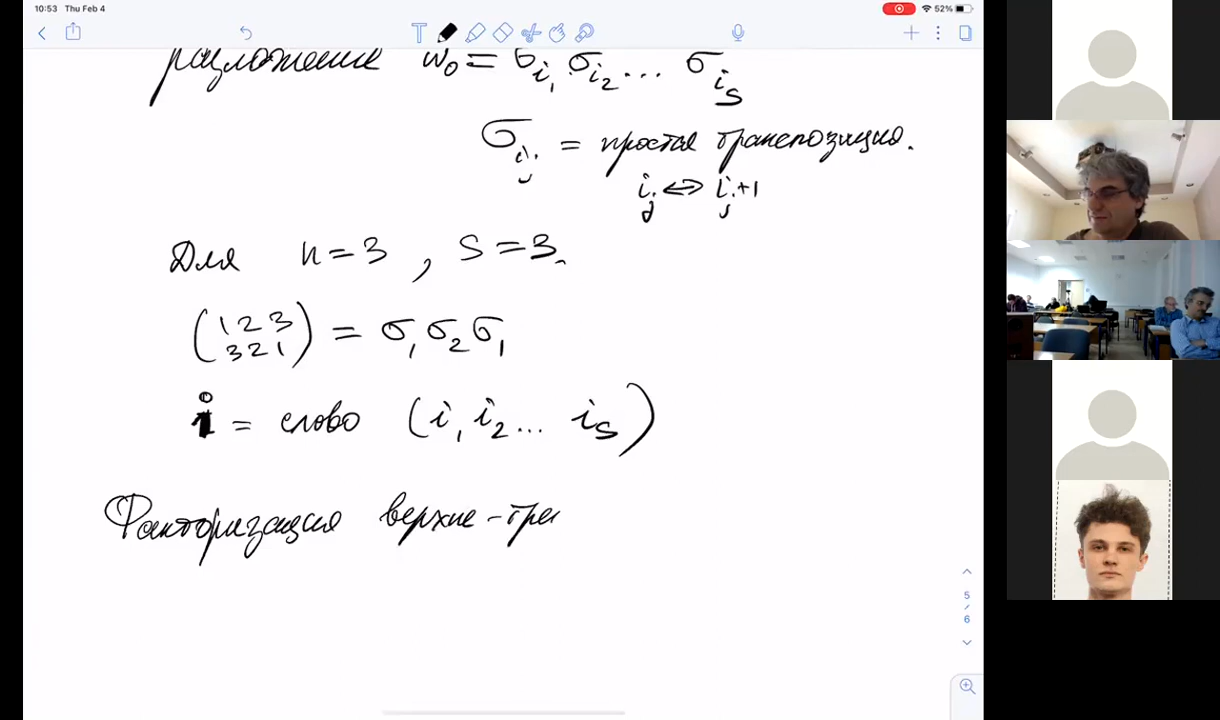 10:53 Thu Feb 4
52%
разложение w₀ = σ_{i₁} σ_{i₂} ... σ_{i_s}
σ_{i_j} = простая транспозиция.
i_j ⇔ i_j+1
Для n = 3 , s = 3.
(1 2 3 / 3 2 1) = σ₁ σ₂ σ₁
i = слово (i₁ i₂ ... i_s)
Факторизация верхне-тре
5
/
6